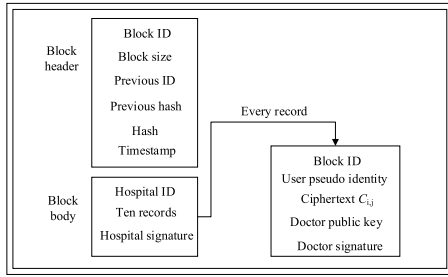 Block
header
Block ID
Block size
Previous ID
Previous hash
Hash
Timestamp
Block
body
Hospital ID
Ten records
Hospital signature
Every record
Block ID
User pseudo identity
Ciphertext C_{i,j}
Doctor public key
Doctor signature